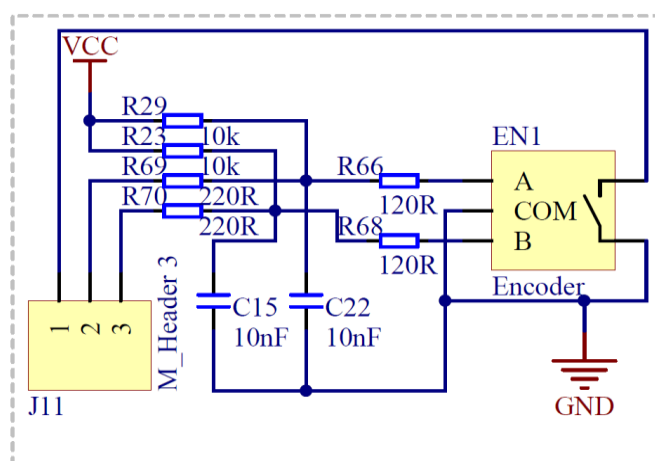 VCC
R29
10k
R23
10k
R69
220R
R70
220R
R66
120R
R68
120R
EN1
A
COM
B
Encoder
C15
10nF
C22
10nF
1
2
3
M_Header 3
J11
GND